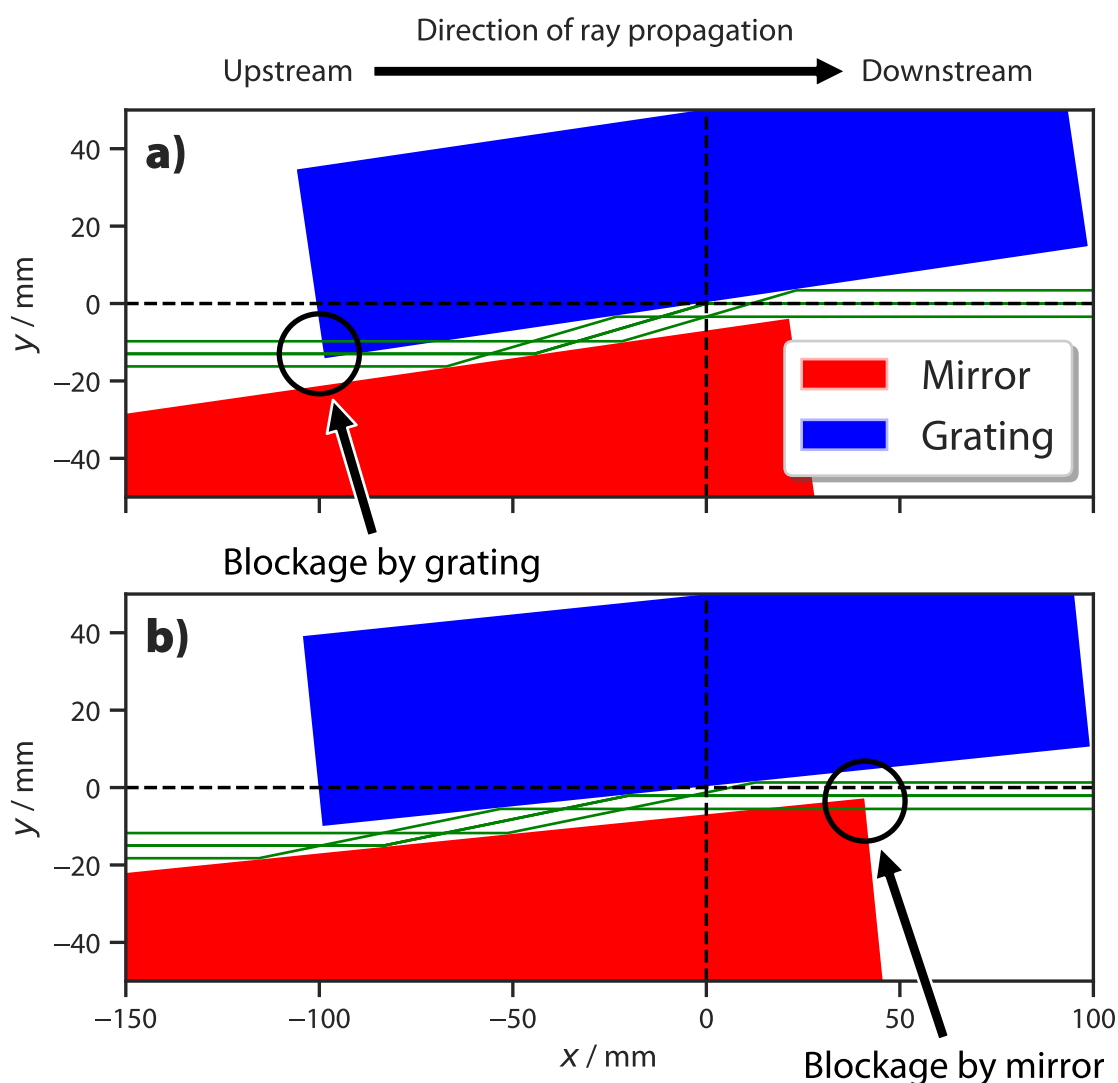 Direction of ray propagation
Upstream
Downstream
a)
40
20
0
−20
−40
y / mm
Mirror
Grating
Blockage by grating
b)
40
20
0
−20
−40
y / mm
−150
−100
−50
0
50
100
x / mm
Blockage by mirror